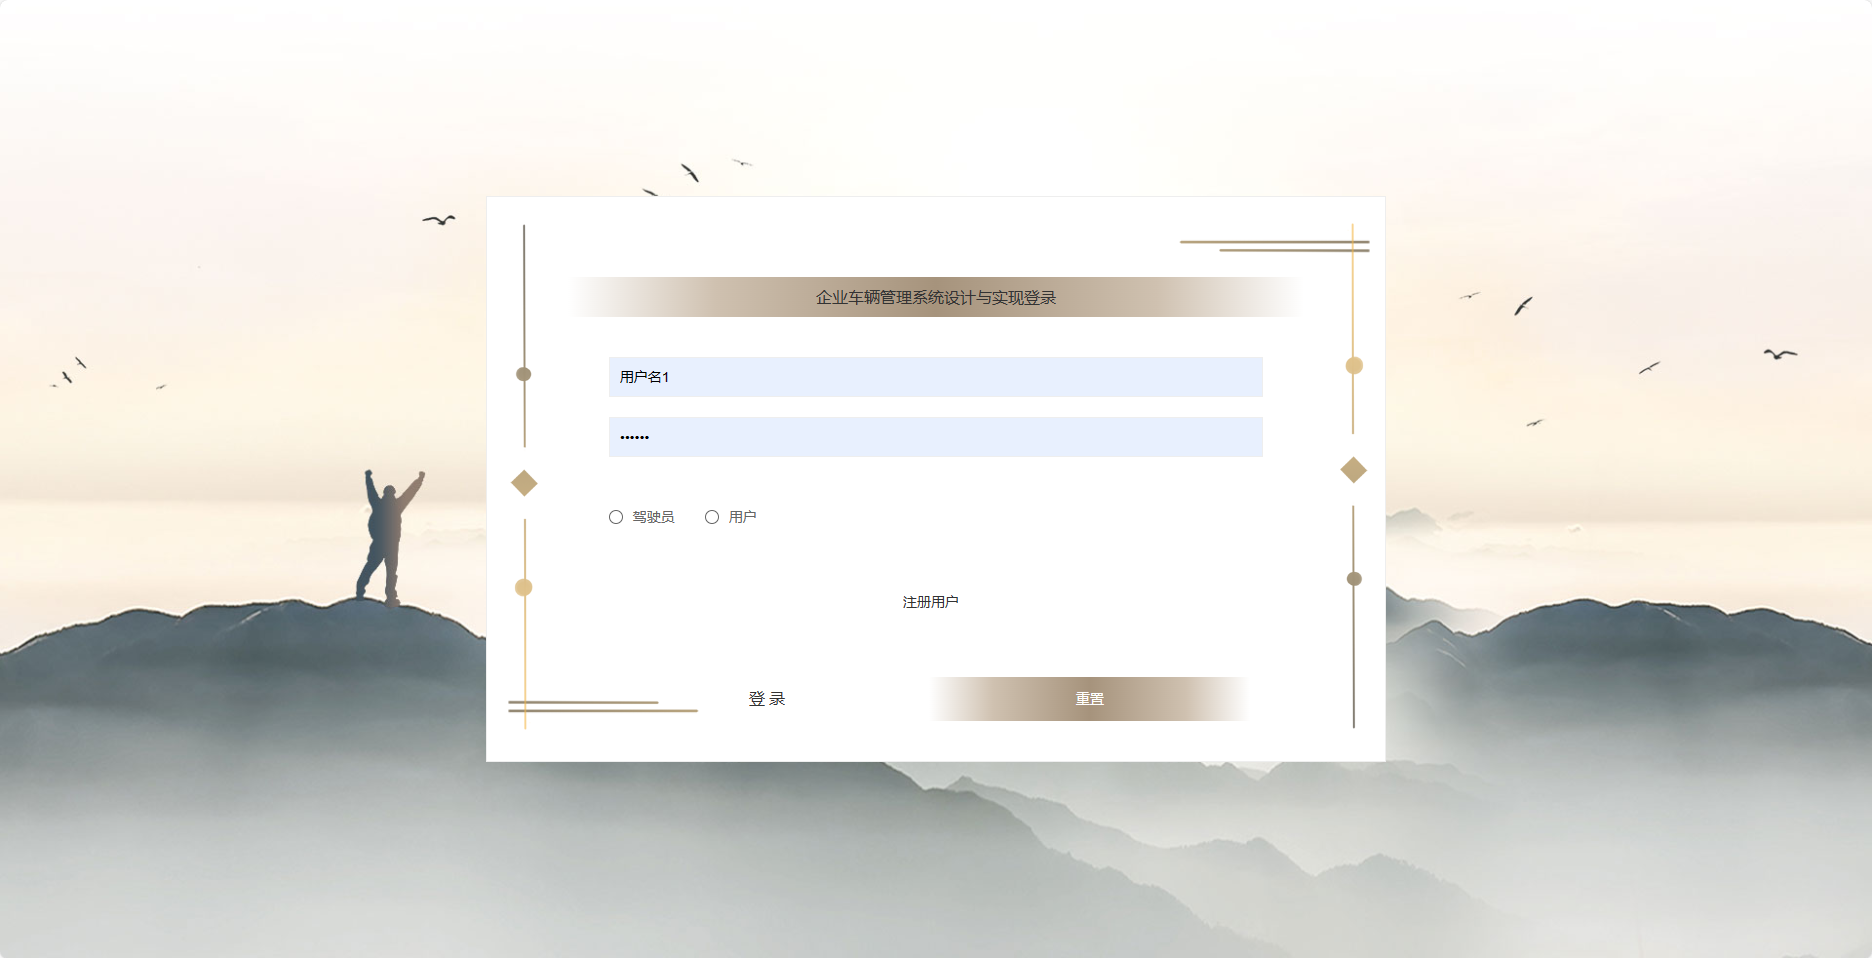 企业车辆管理系统设计与实现登录
用户名1
••••••
驾驶员 用户
注册用户
登 录 重置